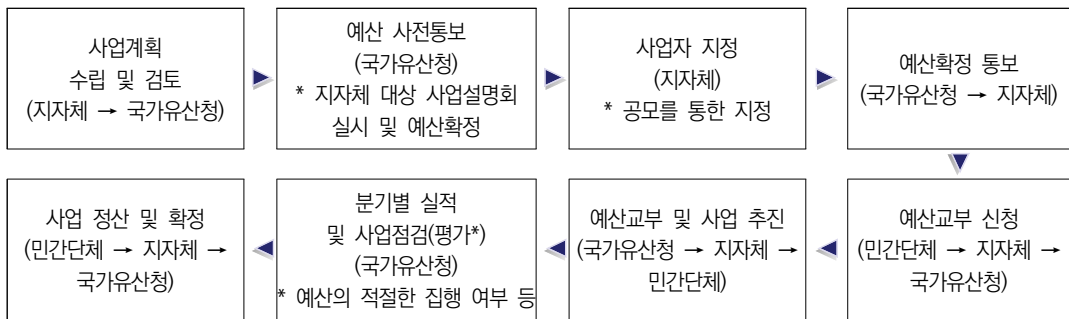 사업계획
수립 및 검토
(지자체 → 국가유산청)
예산 사전통보
(국가유산청)
* 지자체 대상 사업설명회
실시 및 예산확정
사업자 지정
(지자체)
* 공모를 통한 지정
예산확정 통보
(국가유산청 → 지자체)
예산교부 신청
(민간단체 → 지자체 →
국가유산청)
예산교부 및 사업 추진
(국가유산청 → 지자체 →
민간단체)
분기별 실적
및 사업점검(평가*)
(국가유산청)
* 예산의 적절한 집행 여부 등
사업 정산 및 확정
(민간단체 → 지자체 →
국가유산청)